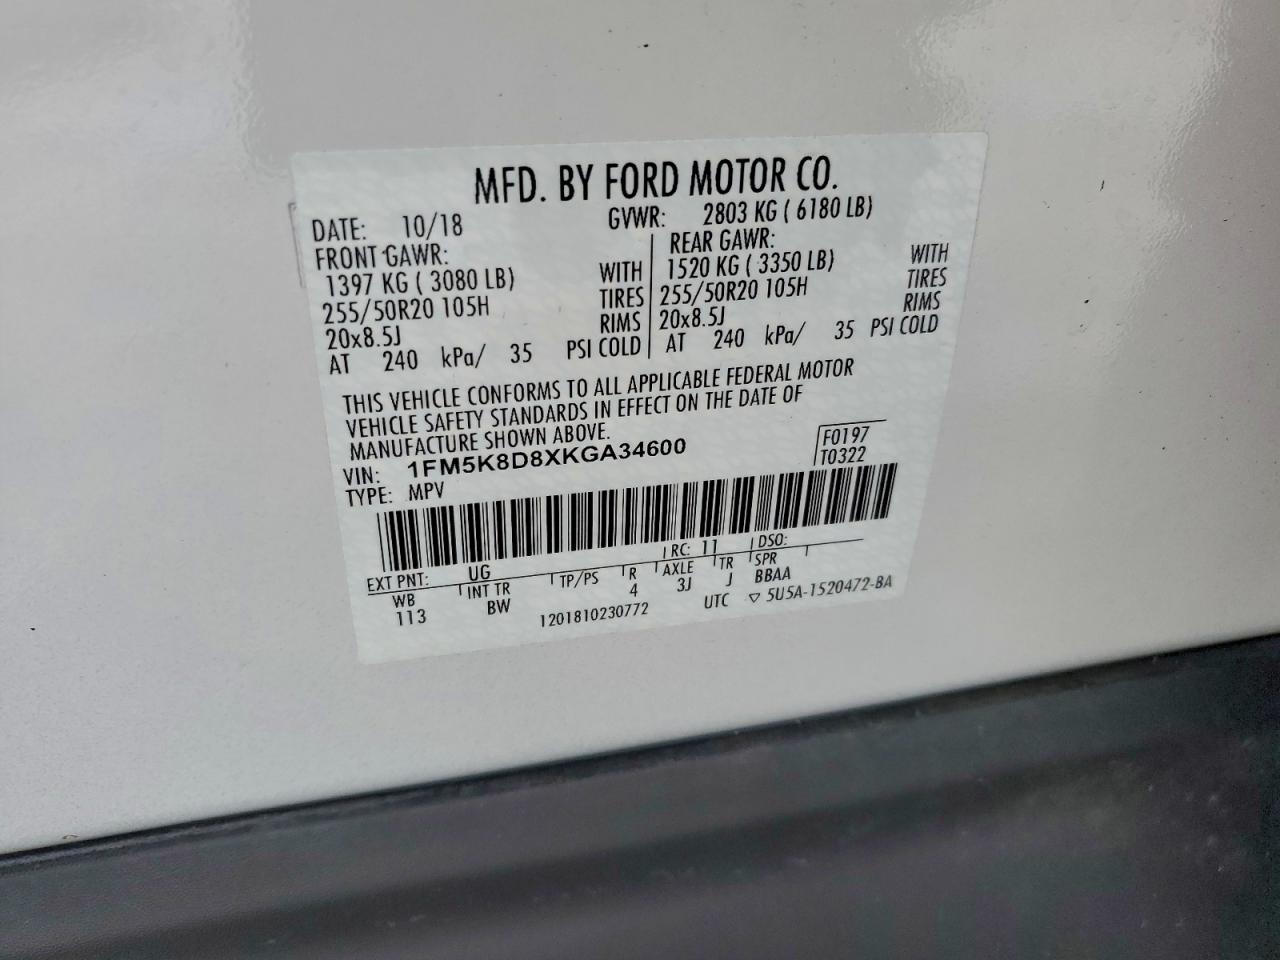 MFD. BY FORD MOTOR CO.
DATE: 10/18 GVWR: 2803 KG ( 6180 LB)
FRONT GAWR: REAR GAWR:
1397 KG ( 3080 LB) WITH 1520 KG ( 3350 LB) WITH
255/50R20 105H TIRES 255/50R20 105H TIRES
20x8.5J RIMS 20x8.5J RIMS
AT 240 kPa/ 35 PSI COLD AT 240 kPa/ 35 PSI COLD
THIS VEHICLE CONFORMS TO ALL APPLICABLE FEDERAL MOTOR
VEHICLE SAFETY STANDARDS IN EFFECT ON THE DATE OF
MANUFACTURE SHOWN ABOVE.
VIN: 1FM5K8D8XKGA34600 F0197
TYPE: MPV T0322
EXT PNT: UG RC: 11 DSO:
WB INT TR TP/PS R AXLE TR SPR
113 BW 4 3J J BBAA
1201810230772 UTC ▽ 5U5A-1520472-BA